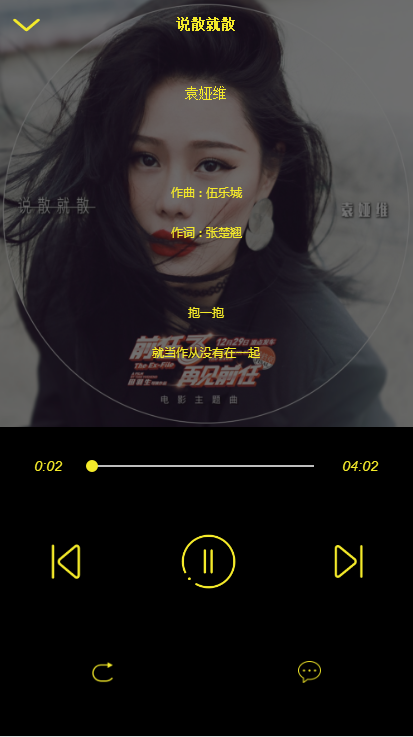 说散就散
袁娅维
作曲：伍乐城
说散就散
袁娅维
作词：张楚翘
抱一抱
前任3
12月29日
The Ex-File
就当作从没有在一起
再见前任
电影主题曲
0:02
04:02